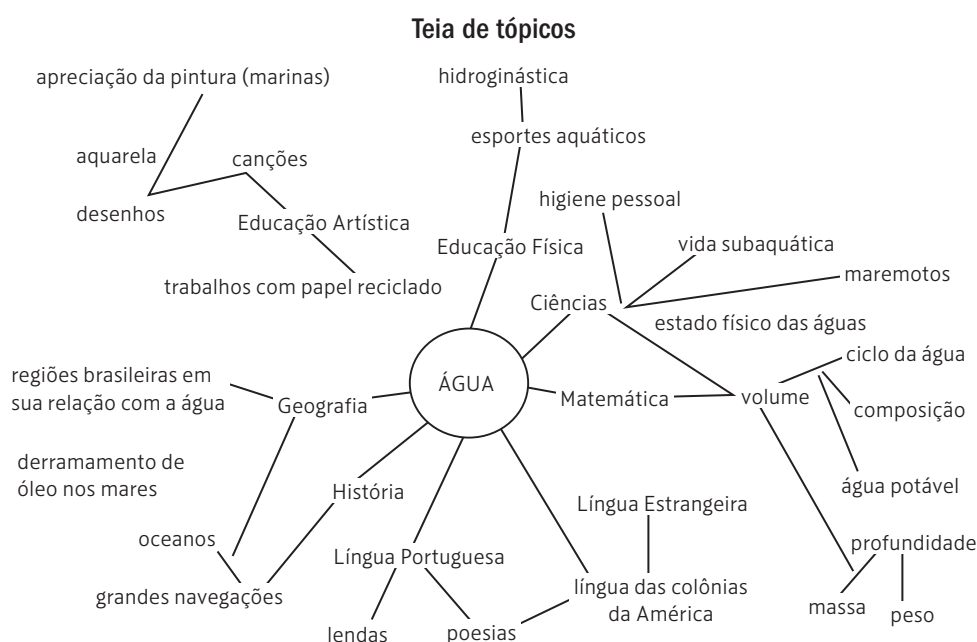 Teia de tópicos
apreciação da pintura (marinas)
hidroginástica
aquarela
canções
esportes aquáticos
desenhos
Educação Artística
higiene pessoal
Educação Física
vida subaquática
maremotos
trabalhos com papel reciclado
Ciências
estado físico das águas
ciclo da água
regiões brasileiras em
sua relação com a água
Geografia
ÁGUA
Matemática
volume
composição
derramamento de
óleo nos mares
História
água potável
Língua Estrangeira
oceanos
Língua Portuguesa
profundidade
grandes navegações
língua das colônias
da América
massa
peso
lendas
poesias